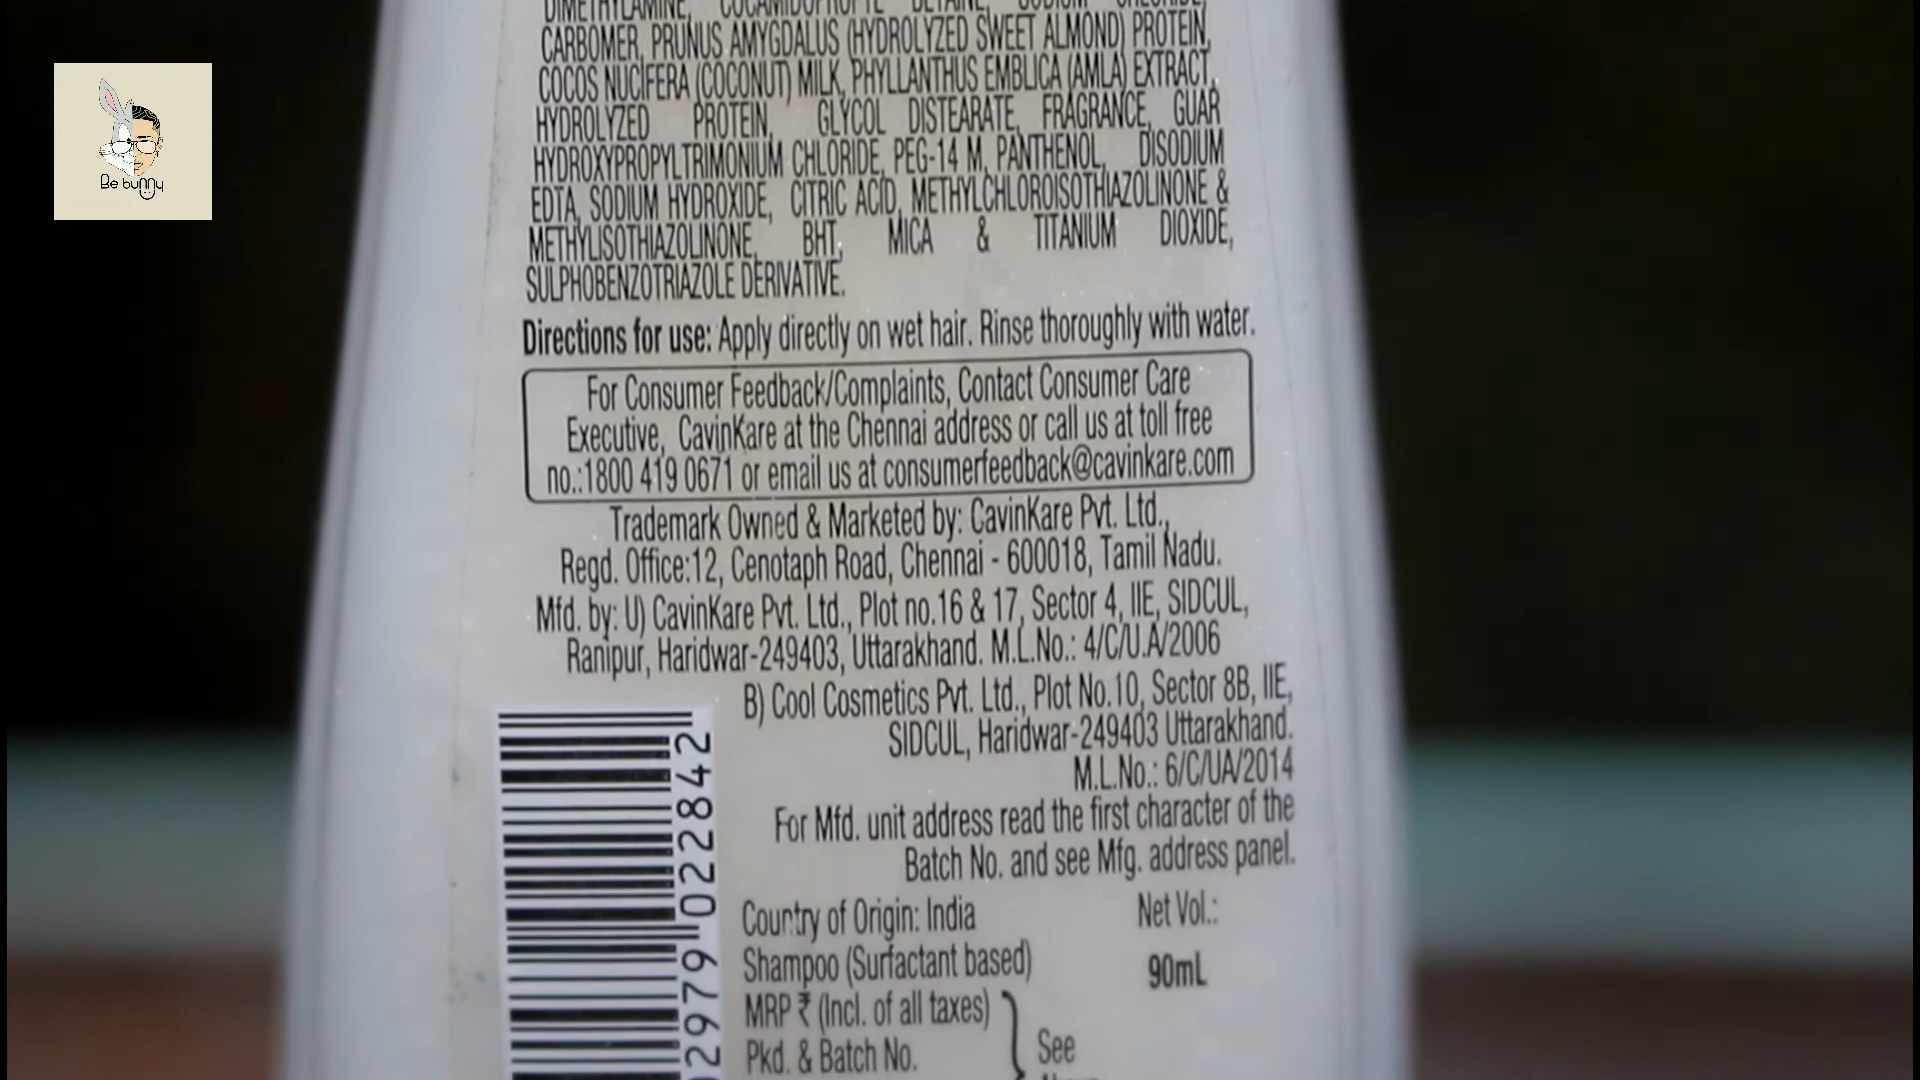 DIMETHYLAMINE, COCAMIDOPROPYL BETAINE, SODIUM CHLORIDE,
CARBOMER, PRUNUS AMYGDALUS (HYDROLYZED SWEET ALMOND) PROTEIN,
COCOS NUCIFERA (COCONUT) MILK, PHYLLANTHUS EMBLICA (AMLA) EXTRACT,
HYDROLYZED PROTEIN, GLYCOL DISTEARATE, FRAGRANCE, GUAR
HYDROXYPROPYLTRIMONIUM CHLORIDE, PEG-14 M, PANTHENOL, DISODIUM
EDTA, SODIUM HYDROXIDE, CITRIC ACID, METHYLCHLOROISOTHIAZOLINONE &
METHYLISOTHIAZOLINONE, BHT, MICA & TITANIUM DIOXIDE,
SULPHOBENZOTRIAZOLE DERIVATIVE.
Be bunny
Directions for use: Apply directly on wet hair. Rinse thoroughly with water.
For Consumer Feedback/Complaints, Contact Consumer Care
Executive, CavinKare at the Chennai address or call us at toll free
no.:1800 419 0671 or email us at consumerfeedback@cavinkare.com
Trademark Owned & Marketed by: CavinKare Pvt. Ltd.,
Regd. Office:12, Cenotaph Road, Chennai - 600018, Tamil Nadu.
Mfd. by: U) CavinKare Pvt. Ltd., Plot no.16 & 17, Sector 4, IIE, SIDCUL,
Ranipur, Haridwar-249403, Uttarakhand. M.L.No.: 4/C/U.A/2006
B) Cool Cosmetics Pvt. Ltd., Plot No.10, Sector 8B, IIE,
SIDCUL, Haridwar-249403 Uttarakhand.
M.L.No.: 6/C/UA/2014
For Mfd. unit address read the first character of the
Batch No. and see Mfg. address panel.
Country of Origin: India
Net Vol.:
Shampoo (Surfactant based)
90mL
MRP ₹ (Incl. of all taxes)
Pkd. & Batch No.
See
02979 022842